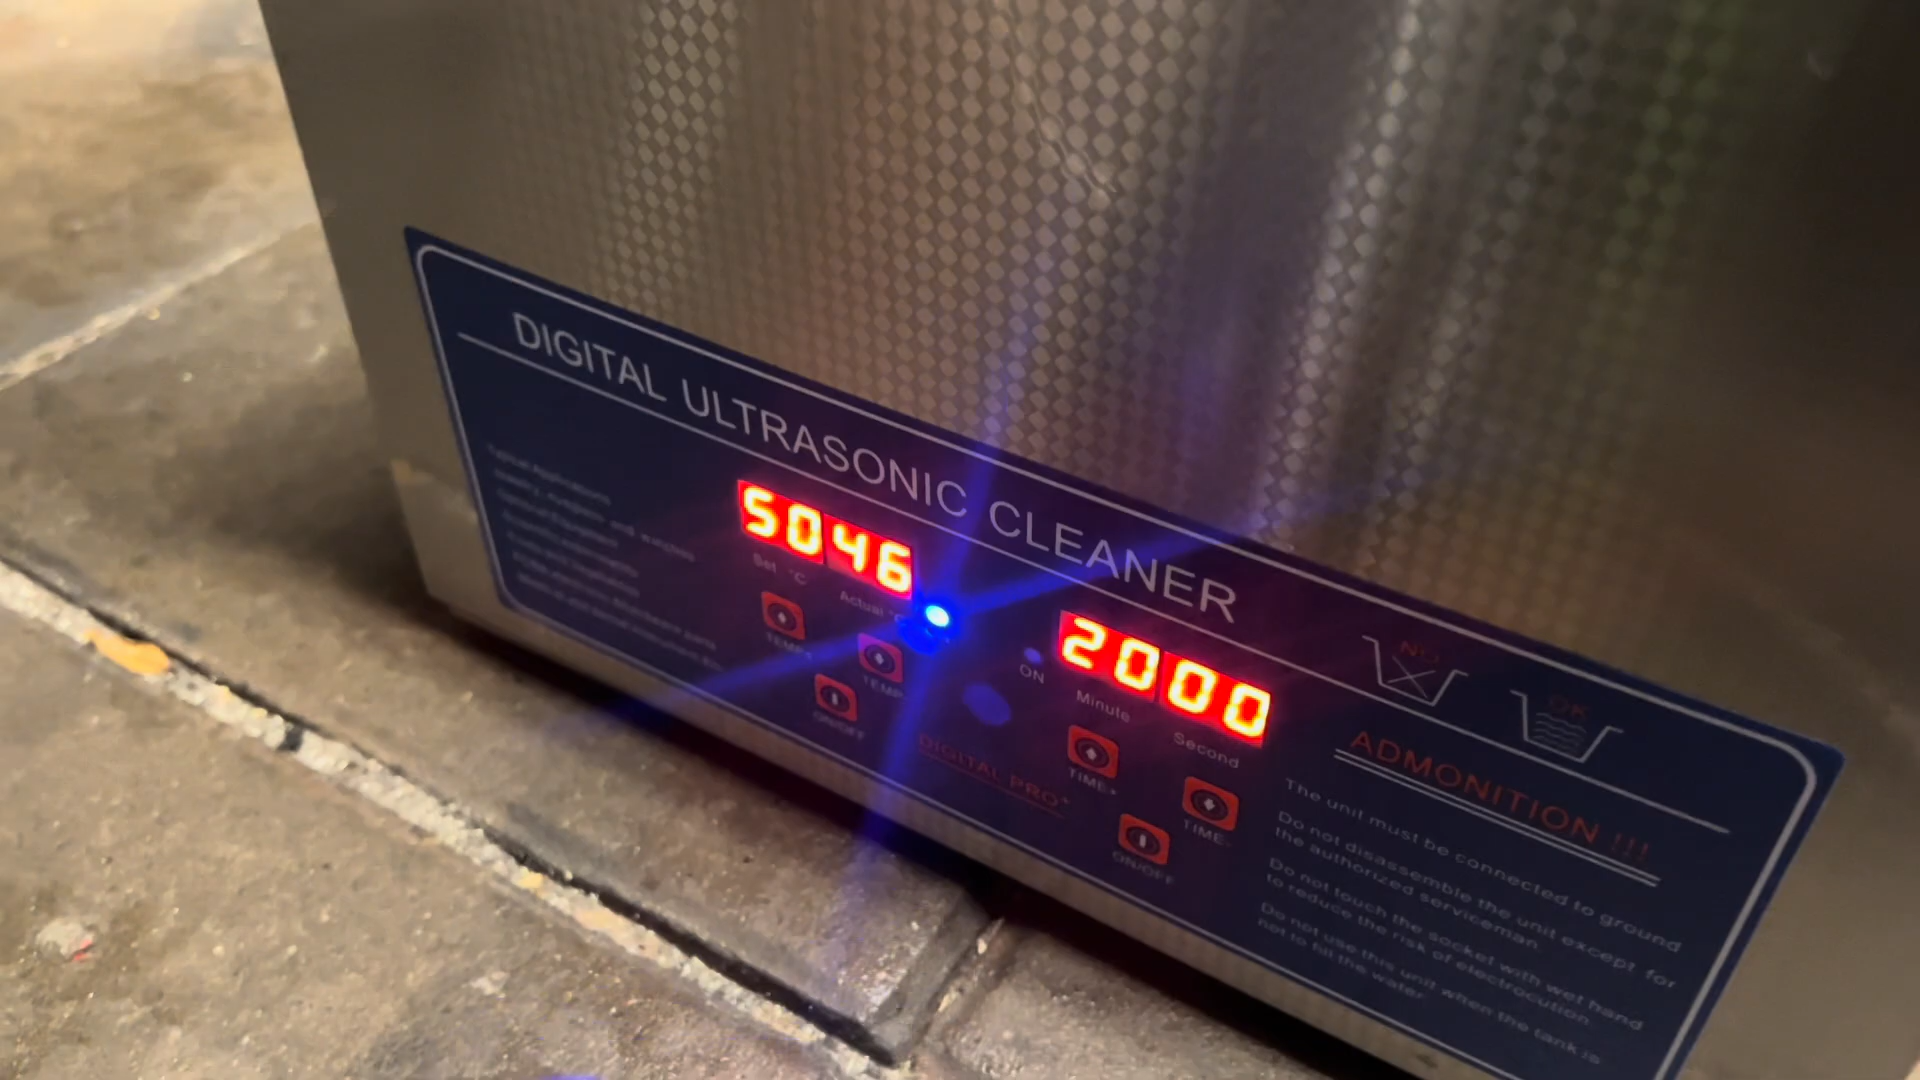 DIGITAL ULTRASONIC CLEANER
Typical Applications
5046
Set °C
Actual °C
TEMP+
TEMP-
ON/OFF
ON
2000
Minute
Second
TIME+
TIME-
ON/OFF
DIGITAL PRO+
NO
OK
ADMONITION !!!
The unit must be connected to ground
Do not disassemble the unit except for
the authorized serviceman
Do not touch the socket with wet hand
to reduce the risk of electrocution
Do not use this unit when the tank is
not to fill the water